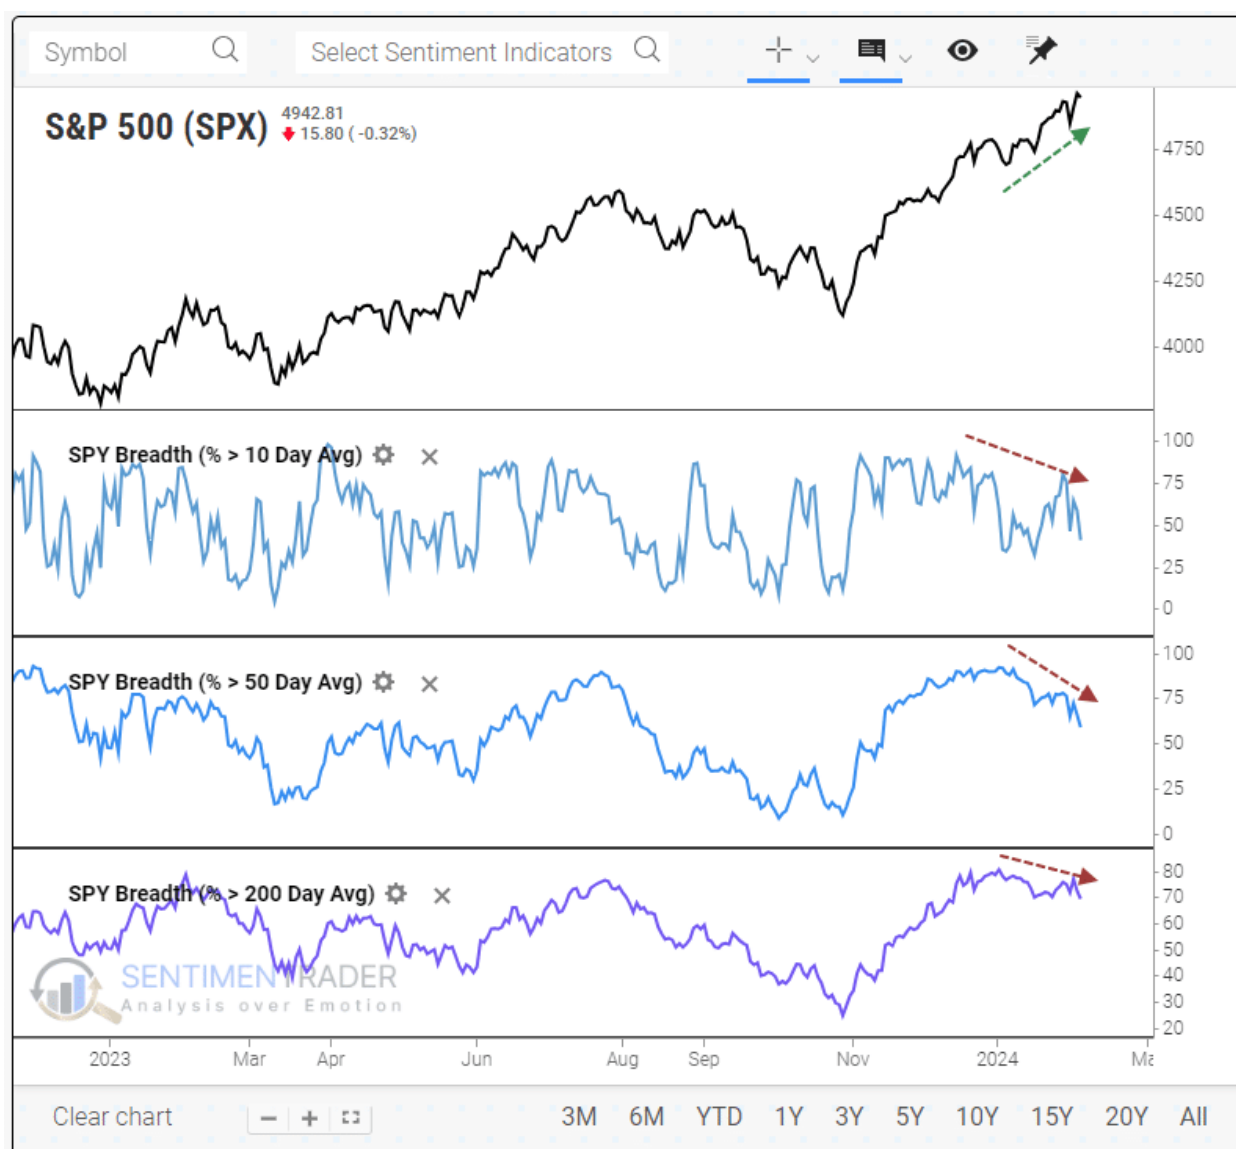 Symbol
Select Sentiment Indicators
S&P 500 (SPX)
4942.81
15.80 ( -0.32%)
4750
4500
4250
4000
SPY Breadth (% > 10 Day Avg)
100
75
50
25
0
SPY Breadth (% > 50 Day Avg)
100
75
50
25
0
SPY Breadth (% > 200 Day Avg)
80
70
60
50
40
30
20
SENTIMENTRADER
Analysis over Emotion
2023 Mar Apr Jun Aug Sep Nov 2024 Ma
Clear chart
3M 6M YTD 1Y 3Y 5Y 10Y 15Y 20Y All